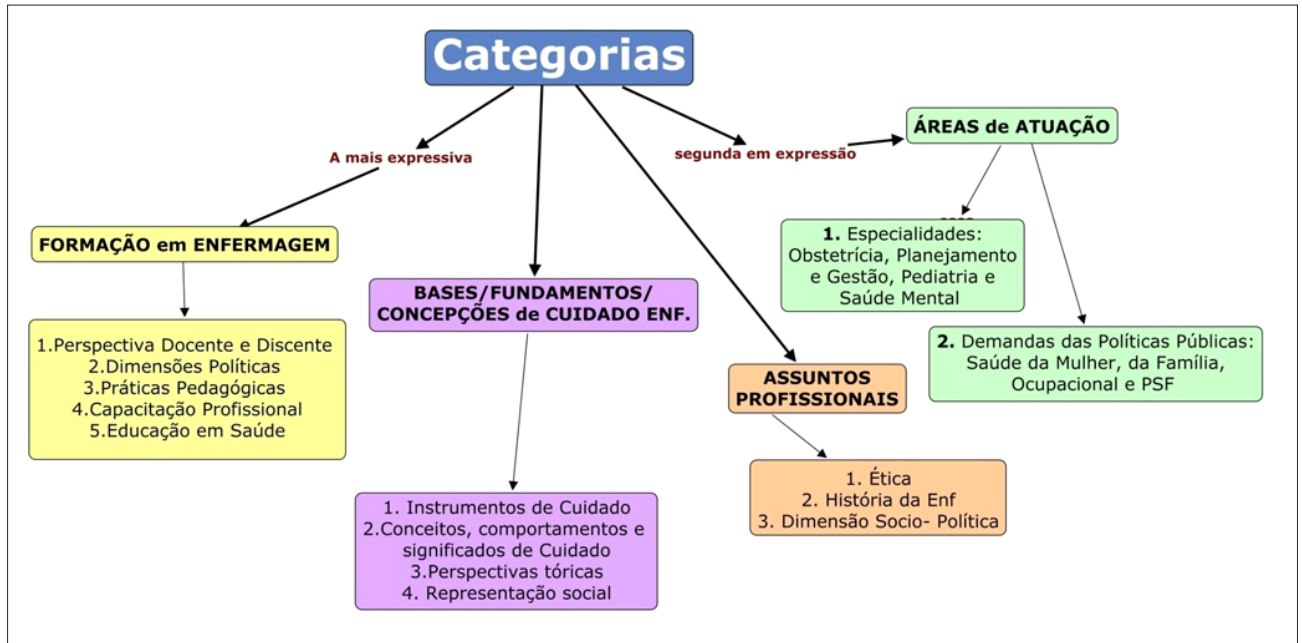 Categorias
A mais expressiva
segunda em expressão
ÁREAS de ATUAÇÃO
FORMAÇÃO em ENFERMAGEM
1. Especialidades:
Obstetrícia, Planejamento
e Gestão, Pediatria e
Saúde Mental
BASES/FUNDAMENTOS/
CONCEPÇÕES de CUIDADO ENF.
1.Perspectiva Docente e Discente
2.Dimensões Políticas
3.Práticas Pedagógicas
4.Capacitação Profissional
5.Educação em Saúde
2. Demandas das Políticas Públicas:
Saúde da Mulher, da Família,
Ocupacional e PSF
ASSUNTOS
PROFISSIONAIS
1. Ética
2. História da Enf
3. Dimensão Socio- Política
1. Instrumentos de Cuidado
2.Conceitos, comportamentos e
significados de Cuidado
3.Perspectivas tóricas
4. Representação social